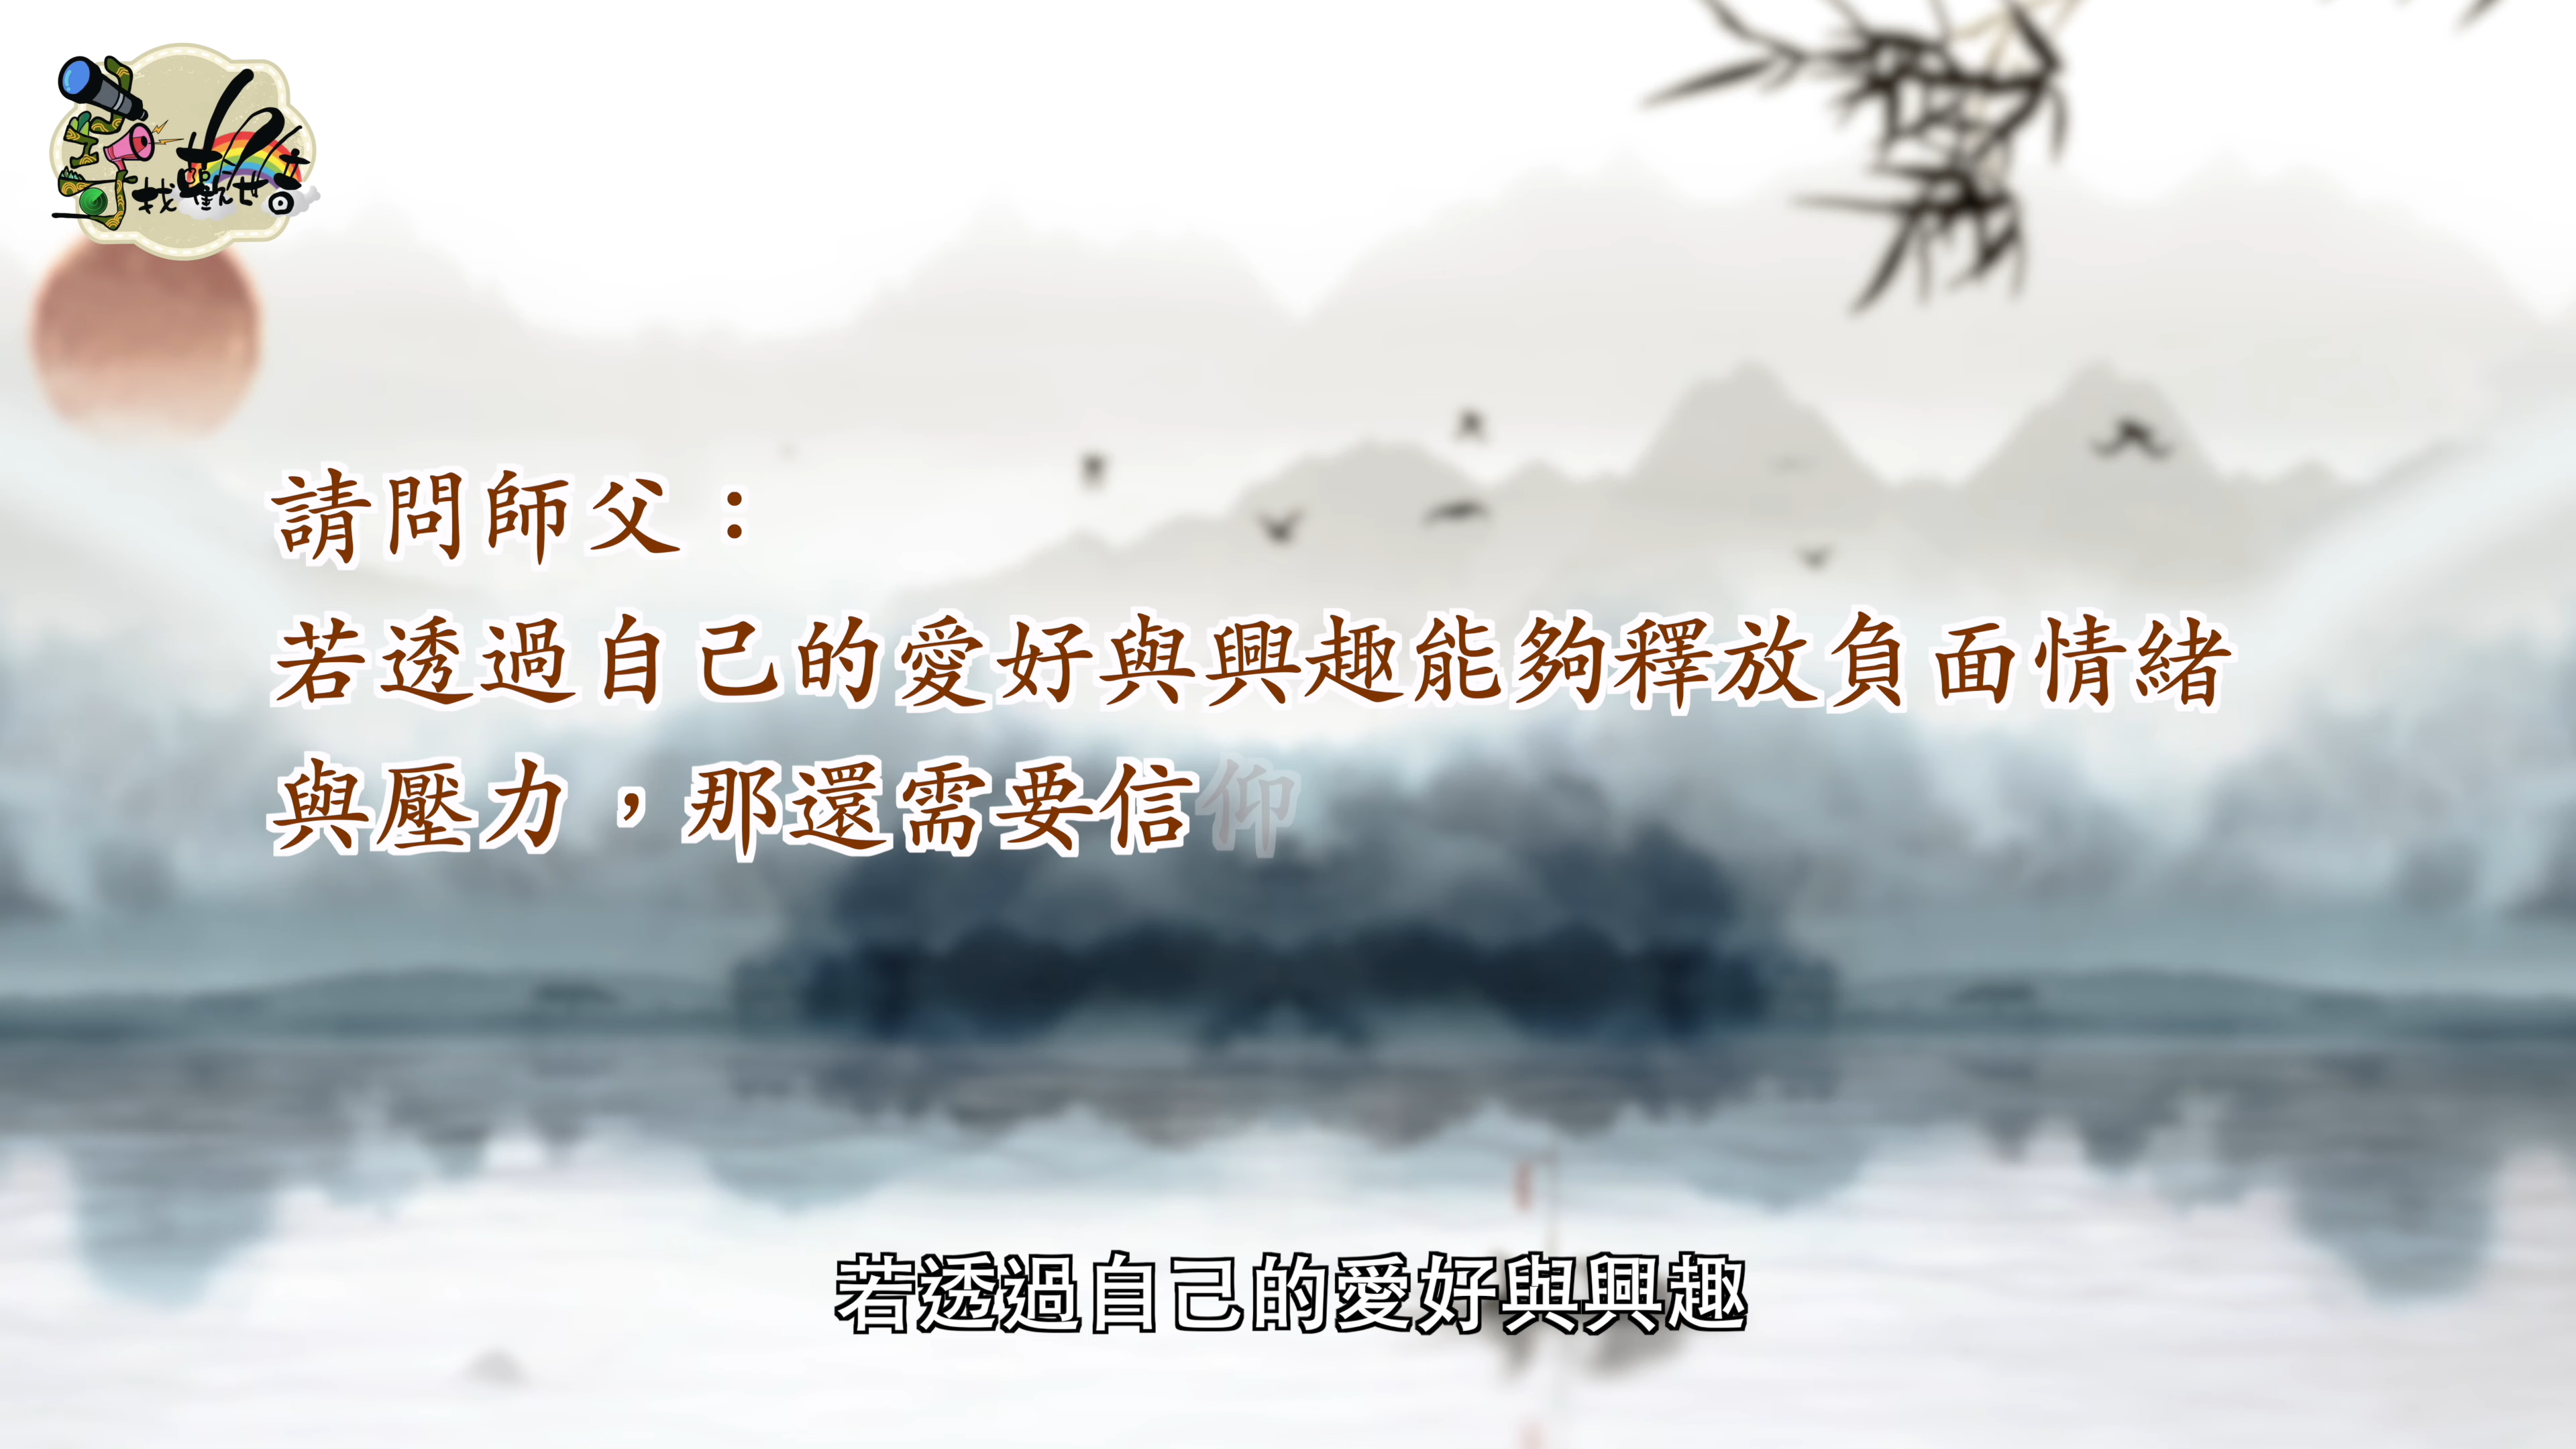 請問師父：
若透過自己的愛好與興趣能夠釋放負面情緒
與壓力，那還需要信仰
若透過自己的愛好與興趣